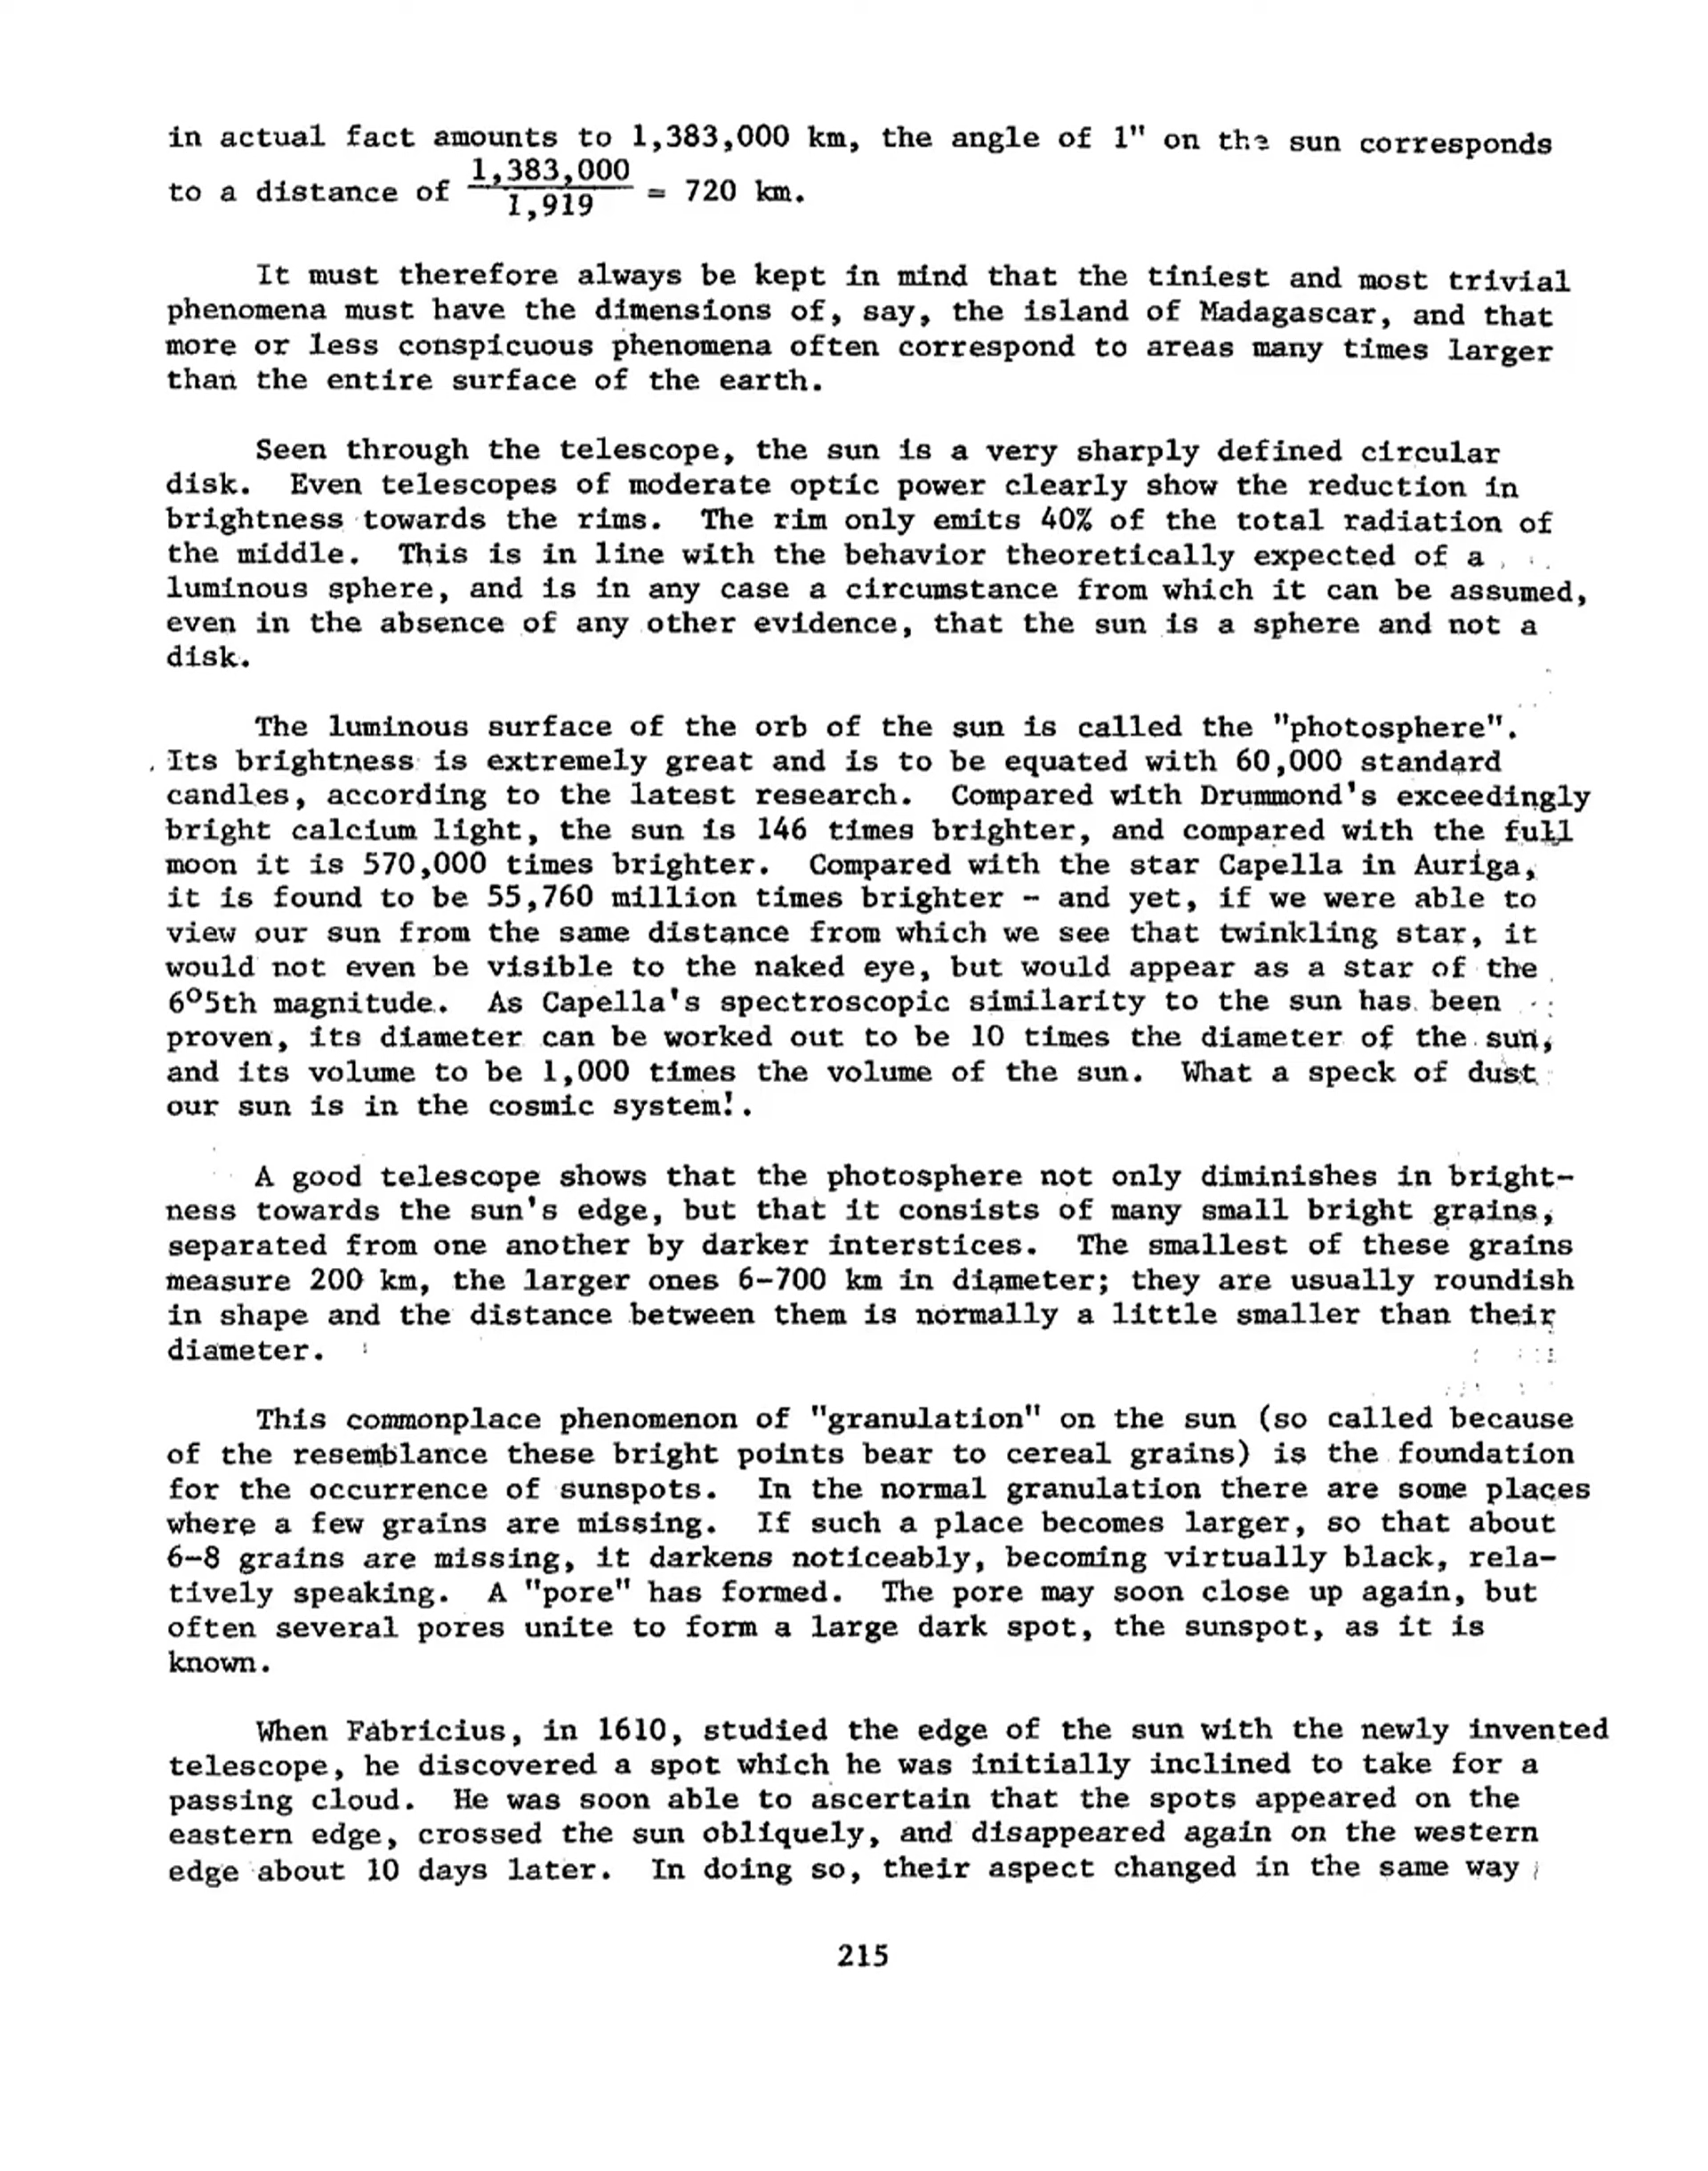 in actual fact amounts to 1,383,000 km, the angle of 1" on the sun corresponds
to a distance of 1,383,000 / 1,919 = 720 km.
It must therefore always be kept in mind that the tiniest and most trivial
phenomena must have the dimensions of, say, the island of Madagascar, and that
more or less conspicuous phenomena often correspond to areas many times larger
than the entire surface of the earth.
Seen through the telescope, the sun is a very sharply defined circular
disk. Even telescopes of moderate optic power clearly show the reduction in
brightness towards the rims. The rim only emits 40% of the total radiation of
the middle. This is in line with the behavior theoretically expected of a
luminous sphere, and is in any case a circumstance from which it can be assumed,
even in the absence of any other evidence, that the sun is a sphere and not a
disk.
The luminous surface of the orb of the sun is called the "photosphere".
Its brightness is extremely great and is to be equated with 60,000 standard
candles, according to the latest research. Compared with Drummond's exceedingly
bright calcium light, the sun is 146 times brighter, and compared with the full
moon it is 570,000 times brighter. Compared with the star Capella in Auriga,
it is found to be 55,760 million times brighter - and yet, if we were able to
view our sun from the same distance from which we see that twinkling star, it
would not even be visible to the naked eye, but would appear as a star of the
6°5th magnitude. As Capella's spectroscopic similarity to the sun has been
proven, its diameter can be worked out to be 10 times the diameter of the sun,
and its volume to be 1,000 times the volume of the sun. What a speck of dust
our sun is in the cosmic system!.
A good telescope shows that the photosphere not only diminishes in bright-
ness towards the sun's edge, but that it consists of many small bright grains,
separated from one another by darker interstices. The smallest of these grains
measure 200 km, the larger ones 6-700 km in diameter; they are usually roundish
in shape and the distance between them is normally a little smaller than their
diameter.
This commonplace phenomenon of "granulation" on the sun (so called because
of the resemblance these bright points bear to cereal grains) is the foundation
for the occurrence of sunspots. In the normal granulation there are some places
where a few grains are missing. If such a place becomes larger, so that about
6-8 grains are missing, it darkens noticeably, becoming virtually black, rela-
tively speaking. A "pore" has formed. The pore may soon close up again, but
often several pores unite to form a large dark spot, the sunspot, as it is
known.
When Fabricius, in 1610, studied the edge of the sun with the newly invented
telescope, he discovered a spot which he was initially inclined to take for a
passing cloud. He was soon able to ascertain that the spots appeared on the
eastern edge, crossed the sun obliquely, and disappeared again on the western
edge about 10 days later. In doing so, their aspect changed in the same way
215